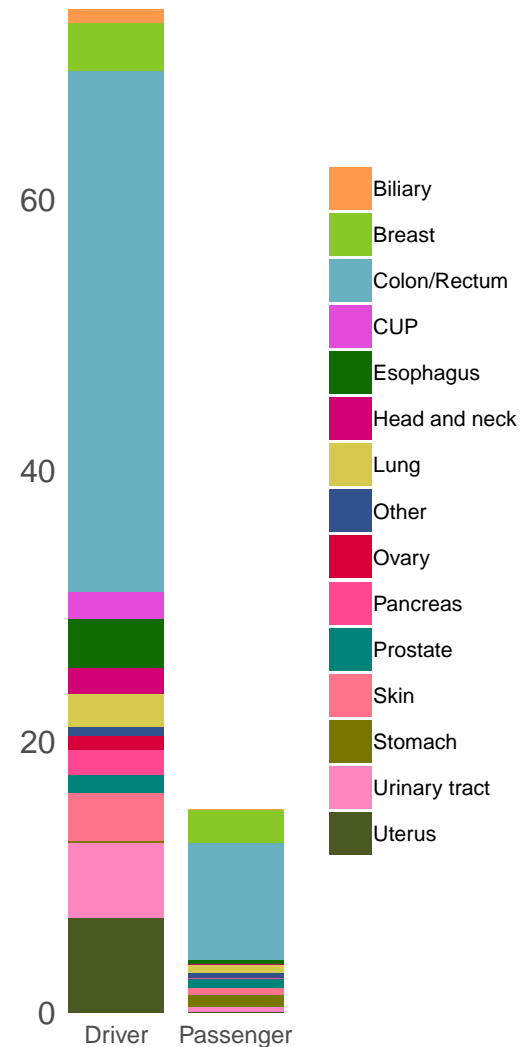 60
40
20
0
Driver
Passenger
Biliary
Breast
Colon/Rectum
CUP
Esophagus
Head and neck
Lung
Other
Ovary
Pancreas
Prostate
Skin
Stomach
Urinary tract
Uterus